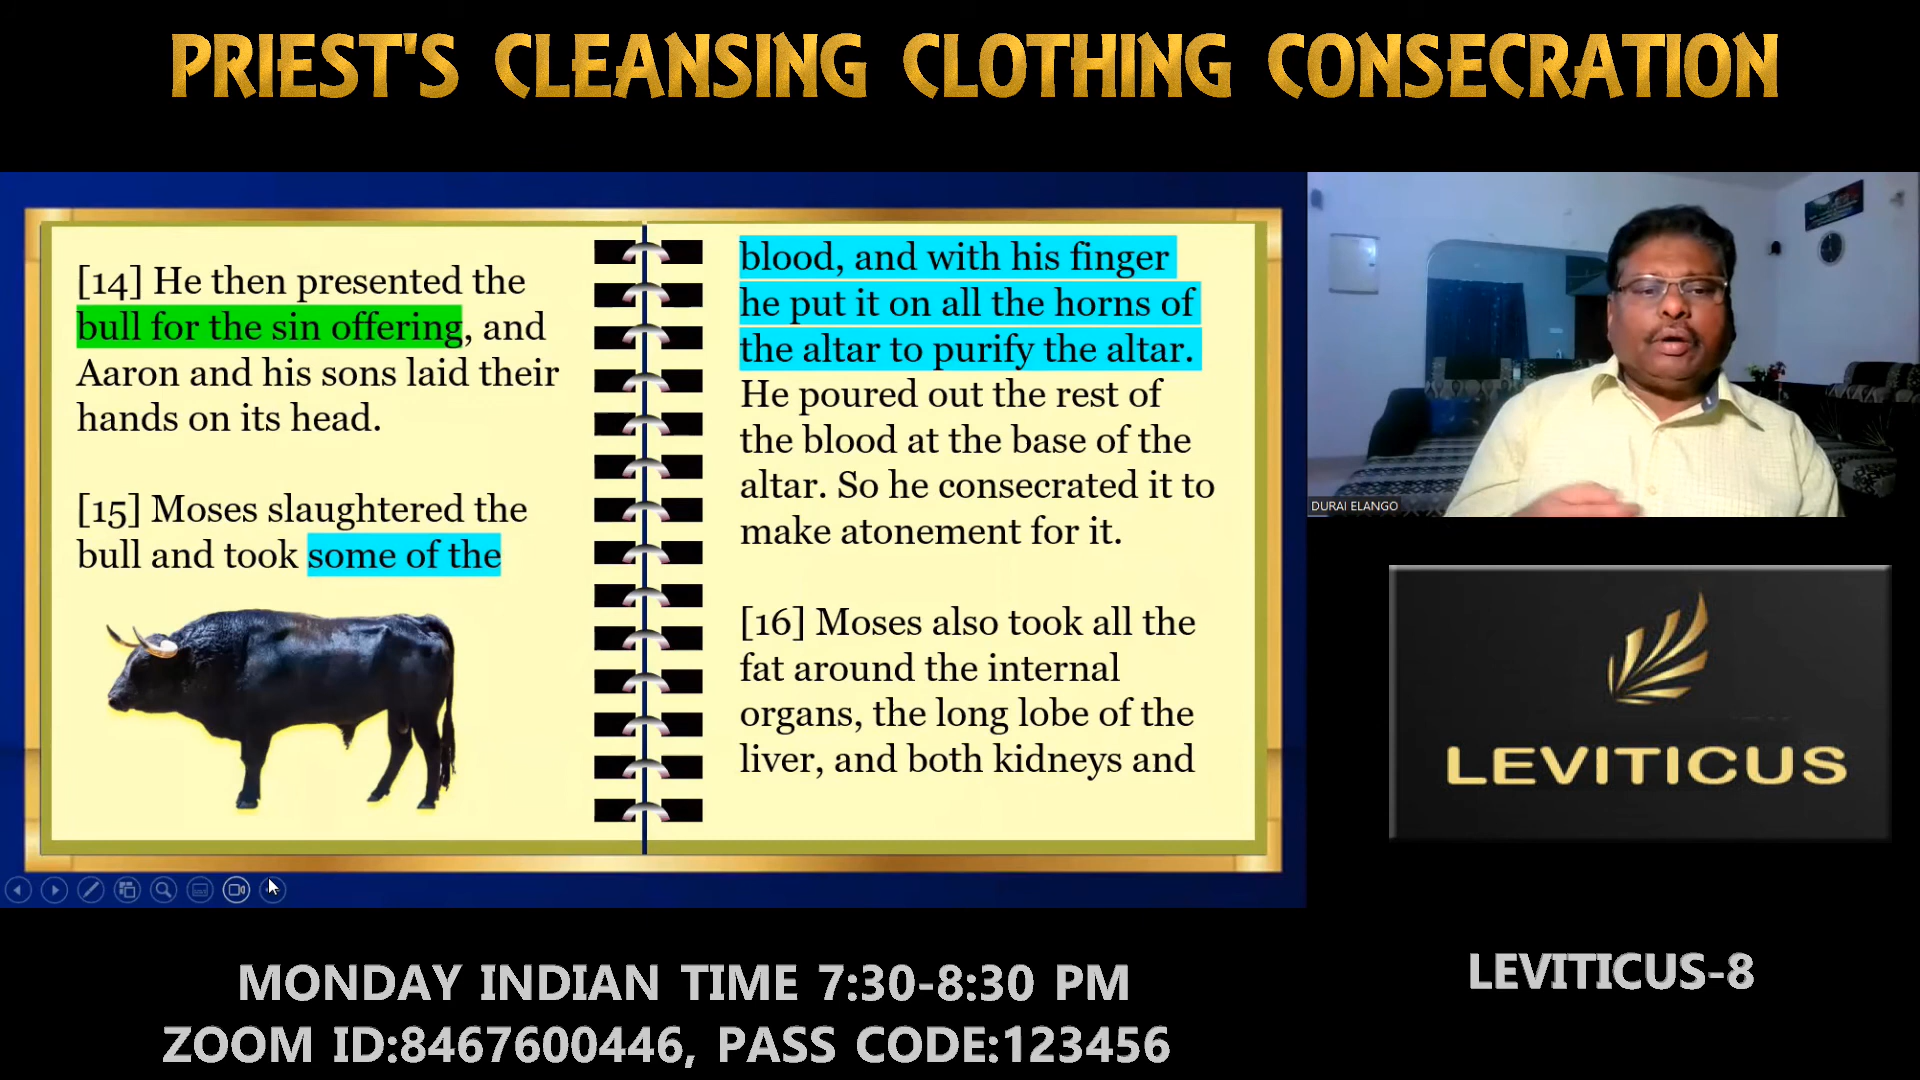 PRIEST'S CLEANSING CLOTHING CONSECRATION
[14] He then presented the
bull for the sin offering, and
Aaron and his sons laid their
hands on its head.
[15] Moses slaughtered the
bull and took some of the
blood, and with his finger
he put it on all the horns of
the altar to purify the altar.
He poured out the rest of
the blood at the base of the
altar. So he consecrated it to
make atonement for it.
[16] Moses also took all the
fat around the internal
organs, the long lobe of the
liver, and both kidneys and
DURAI ELANGO
LEVITICUS
LEVITICUS-8
MONDAY INDIAN TIME 7:30-8:30 PM
ZOOM ID:8467600446, PASS CODE:123456